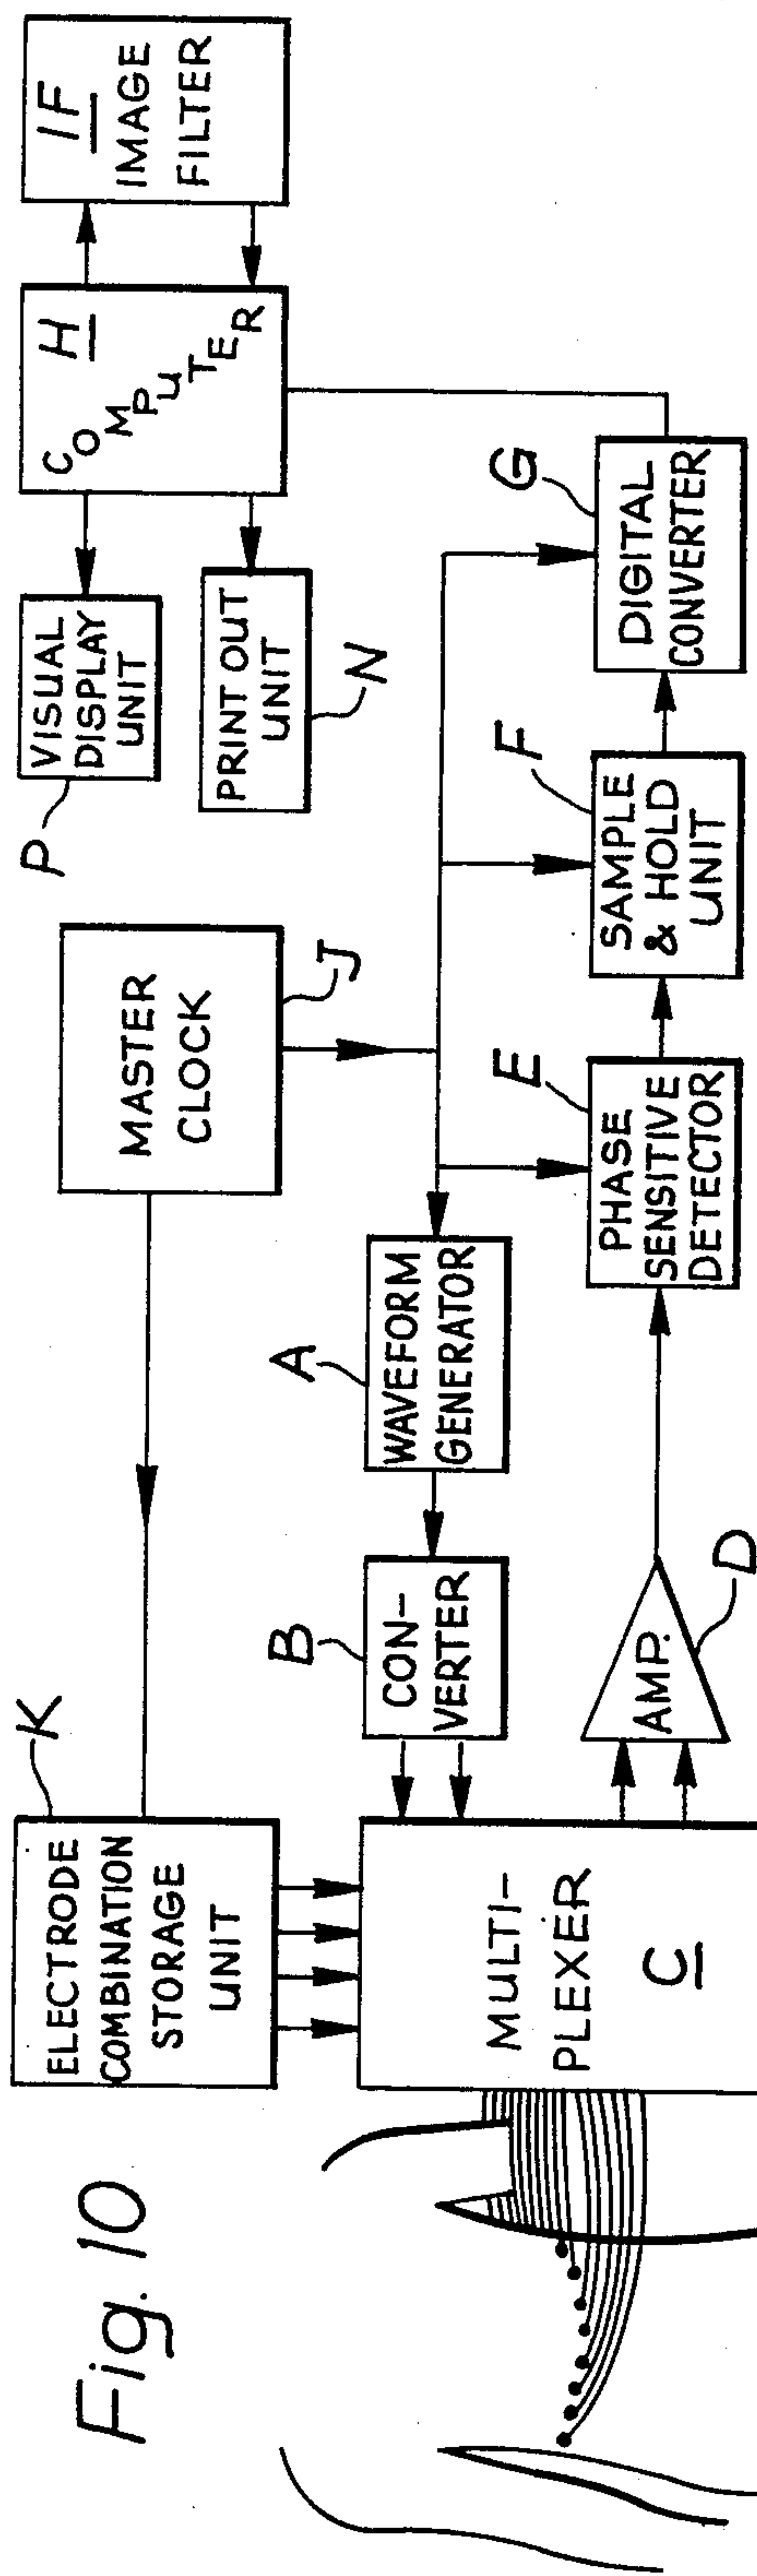 Fig. 10
K
ELECTRODE
COMBINATION
STORAGE
UNIT
MASTER
CLOCK
J
P
VISUAL
DISPLAY
UNIT
PRINT OUT
UNIT
N
H
COMPUTER
IF
IMAGE
FILTER
MULTI-
PLEXER
C
B
CON-
VERTER
A
WAVEFORM
GENERATOR
AMP.
D
E
PHASE
SENSITIVE
DETECTOR
F
SAMPLE
& HOLD
UNIT
G
DIGITAL
CONVERTER